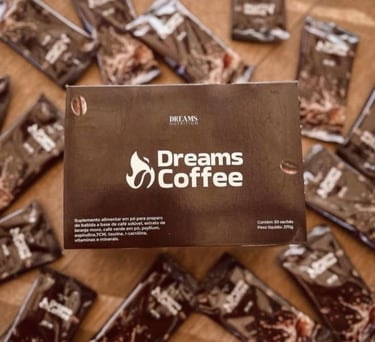 DREAMS
NUTRITION
Dreams
Coffee
Suplemento alimentar em pó para preparo
de bebida a base de café solúvel, extrato de
laranja moro, café verde em pó, psyllium,
espirulina, TCM, taurina, l-carnitina,
vitaminas e minerais.
Contém 30 sachês
Peso líquido: